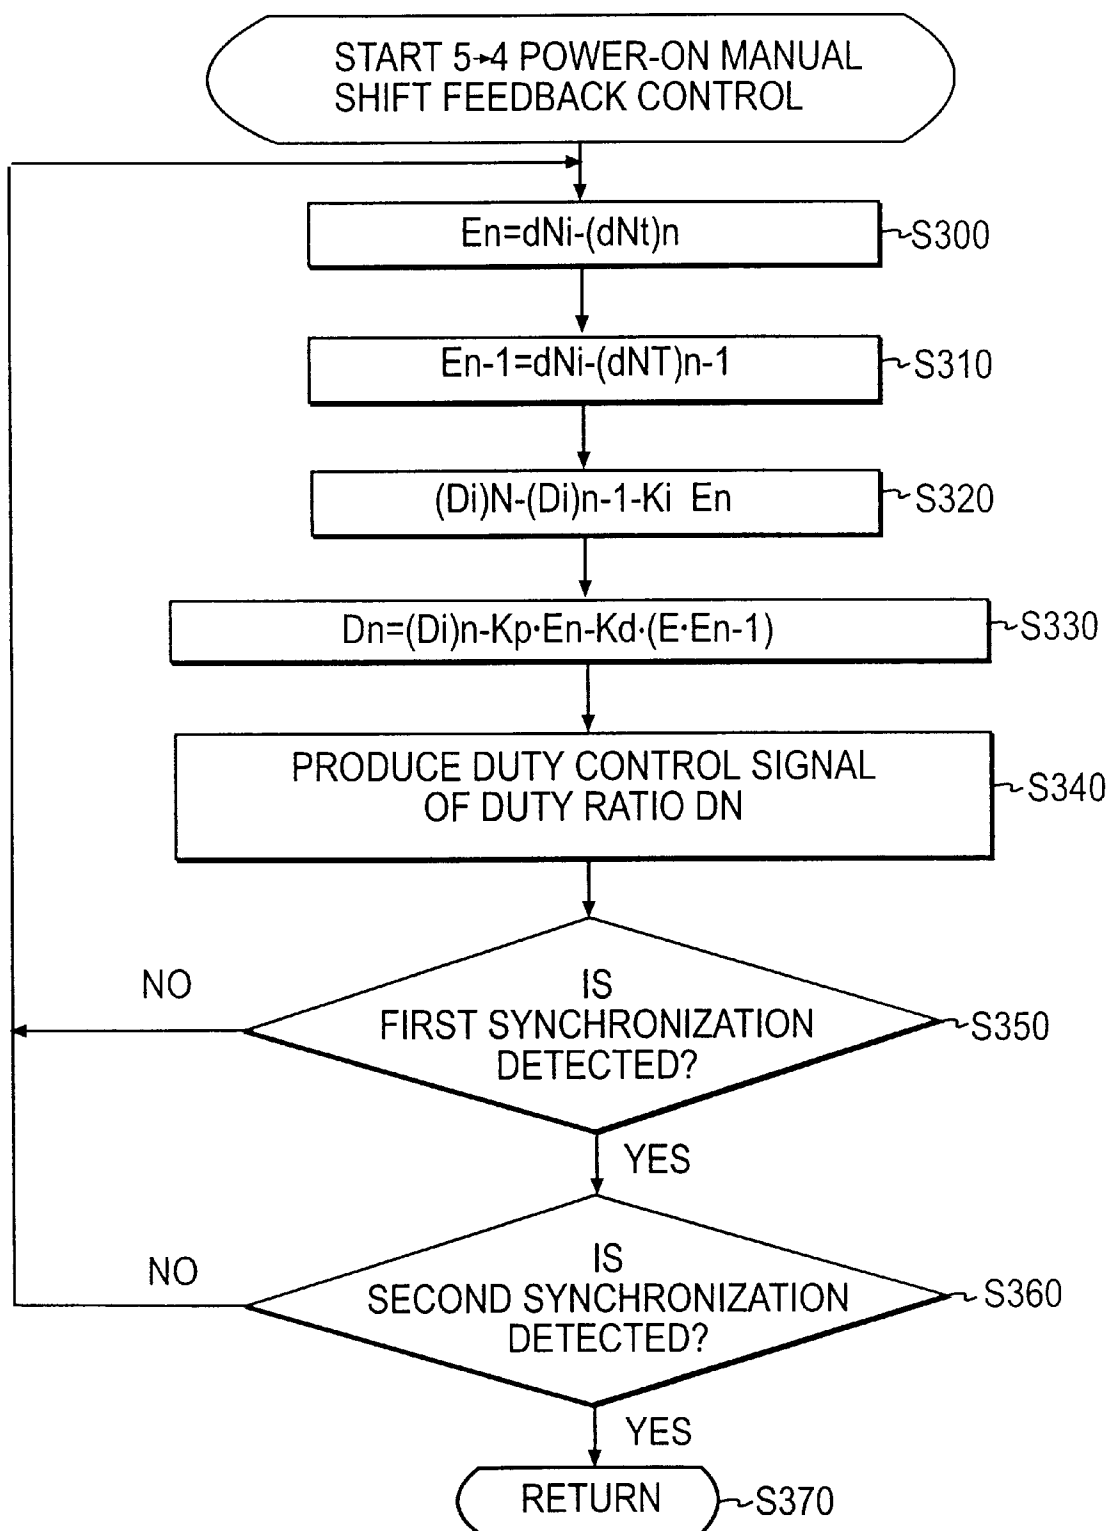 START 5→4 POWER-ON MANUAL
SHIFT FEEDBACK CONTROL
En=dNi-(dNt)n
S300
En-1=dNi-(dNT)n-1
S310
(Di)N-(Di)n-1-Ki En
S320
Dn=(Di)n-Kp·En-Kd·(E·En-1)
S330
PRODUCE DUTY CONTROL SIGNAL
OF DUTY RATIO DN
S340
NO
IS
FIRST SYNCHRONIZATION
DETECTED?
S350
YES
NO
IS
SECOND SYNCHRONIZATION
DETECTED?
S360
YES
RETURN
S370